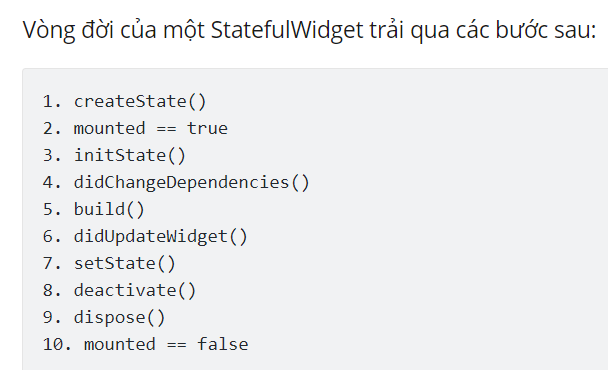 Vòng đời của một StatefulWidget trải qua các bước sau:
1. createState()
2. mounted == true
3. initState()
4. didChangeDependencies()
5. build()
6. didUpdateWidget()
7. setState()
8. deactivate()
9. dispose()
10. mounted == false